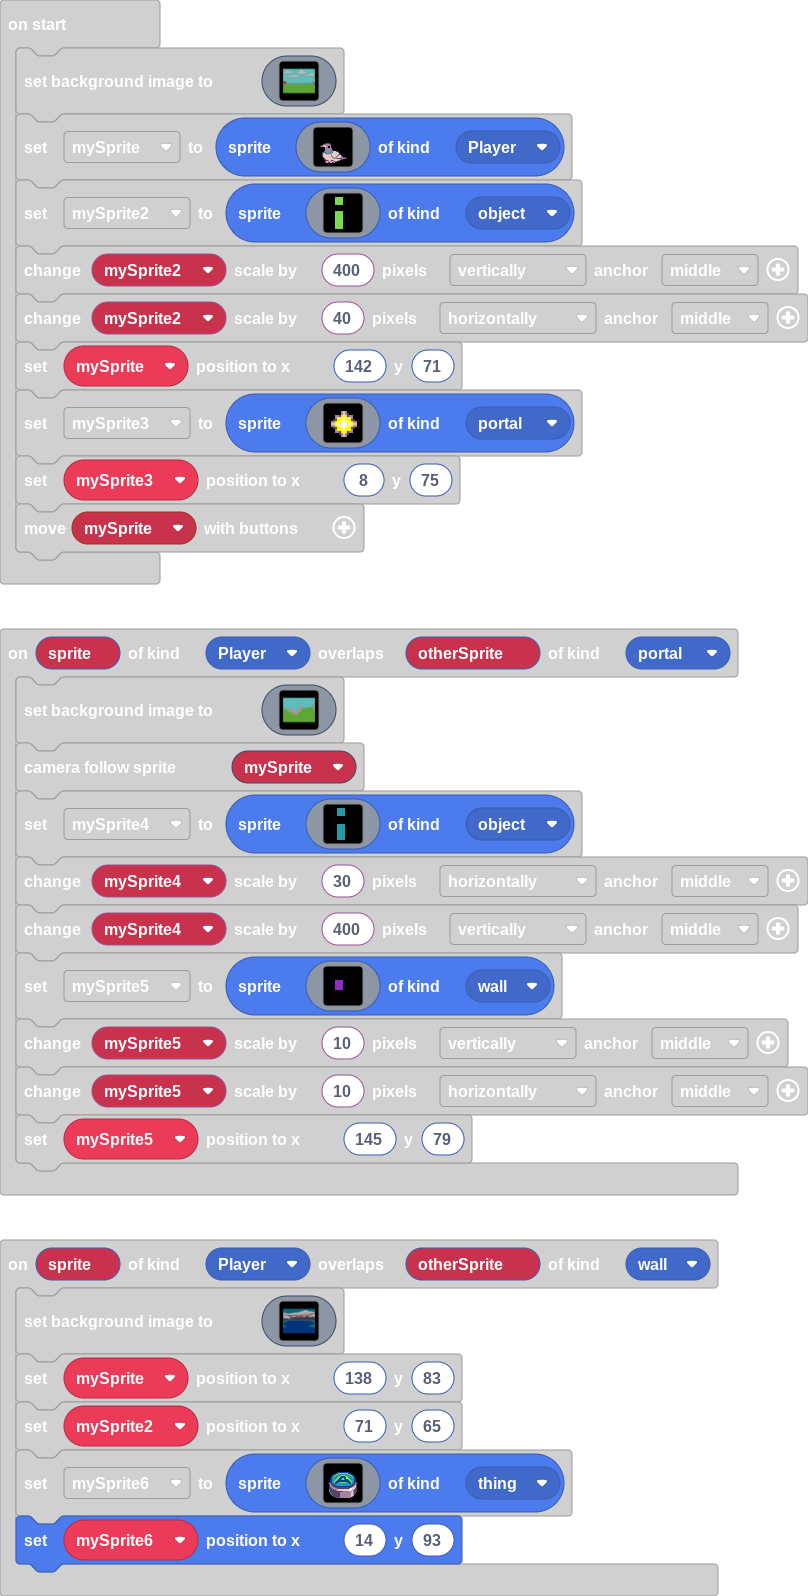 on start
set background image to
set mySprite to sprite of kind Player
set mySprite2 to sprite of kind object
change mySprite2 scale by 400 pixels vertically anchor middle
change mySprite2 scale by 40 pixels horizontally anchor middle
set mySprite position to x 142 y 71
set mySprite3 to sprite of kind portal
set mySprite3 position to x 8 y 75
move mySprite with buttons
on sprite of kind Player overlaps otherSprite of kind portal
set background image to
camera follow sprite mySprite
set mySprite4 to sprite of kind object
change mySprite4 scale by 30 pixels horizontally anchor middle
change mySprite4 scale by 400 pixels vertically anchor middle
set mySprite5 to sprite of kind wall
change mySprite5 scale by 10 pixels vertically anchor middle
change mySprite5 scale by 10 pixels horizontally anchor middle
set mySprite5 position to x 145 y 79
on sprite of kind Player overlaps otherSprite of kind wall
set background image to
set mySprite position to x 138 y 83
set mySprite2 position to x 71 y 65
set mySprite6 to sprite of kind thing
set mySprite6 position to x 14 y 93